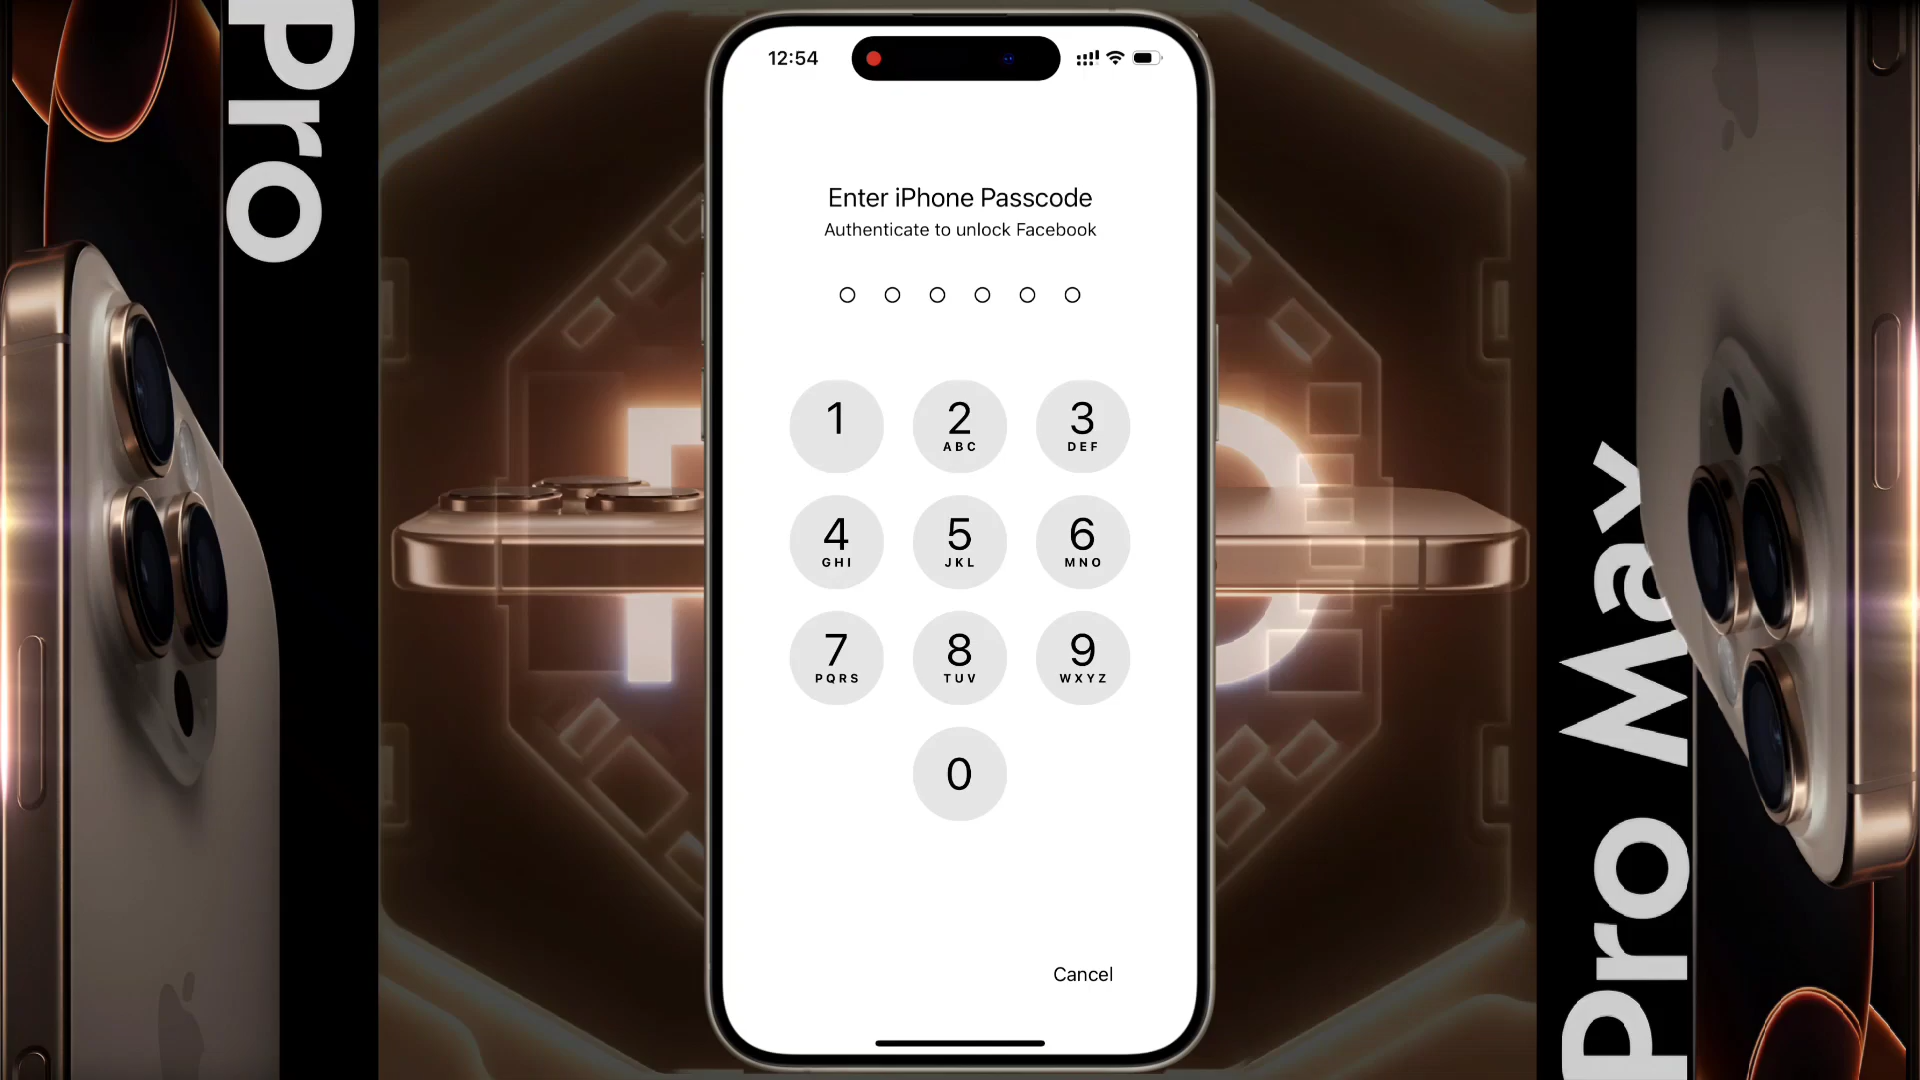 Pro
12:54
Enter iPhone Passcode
Authenticate to unlock Facebook
1
2
ABC
3
DEF
4
GHI
5
JKL
6
MNO
7
PQRS
8
TUV
9
WXYZ
0
Cancel
Pro Max